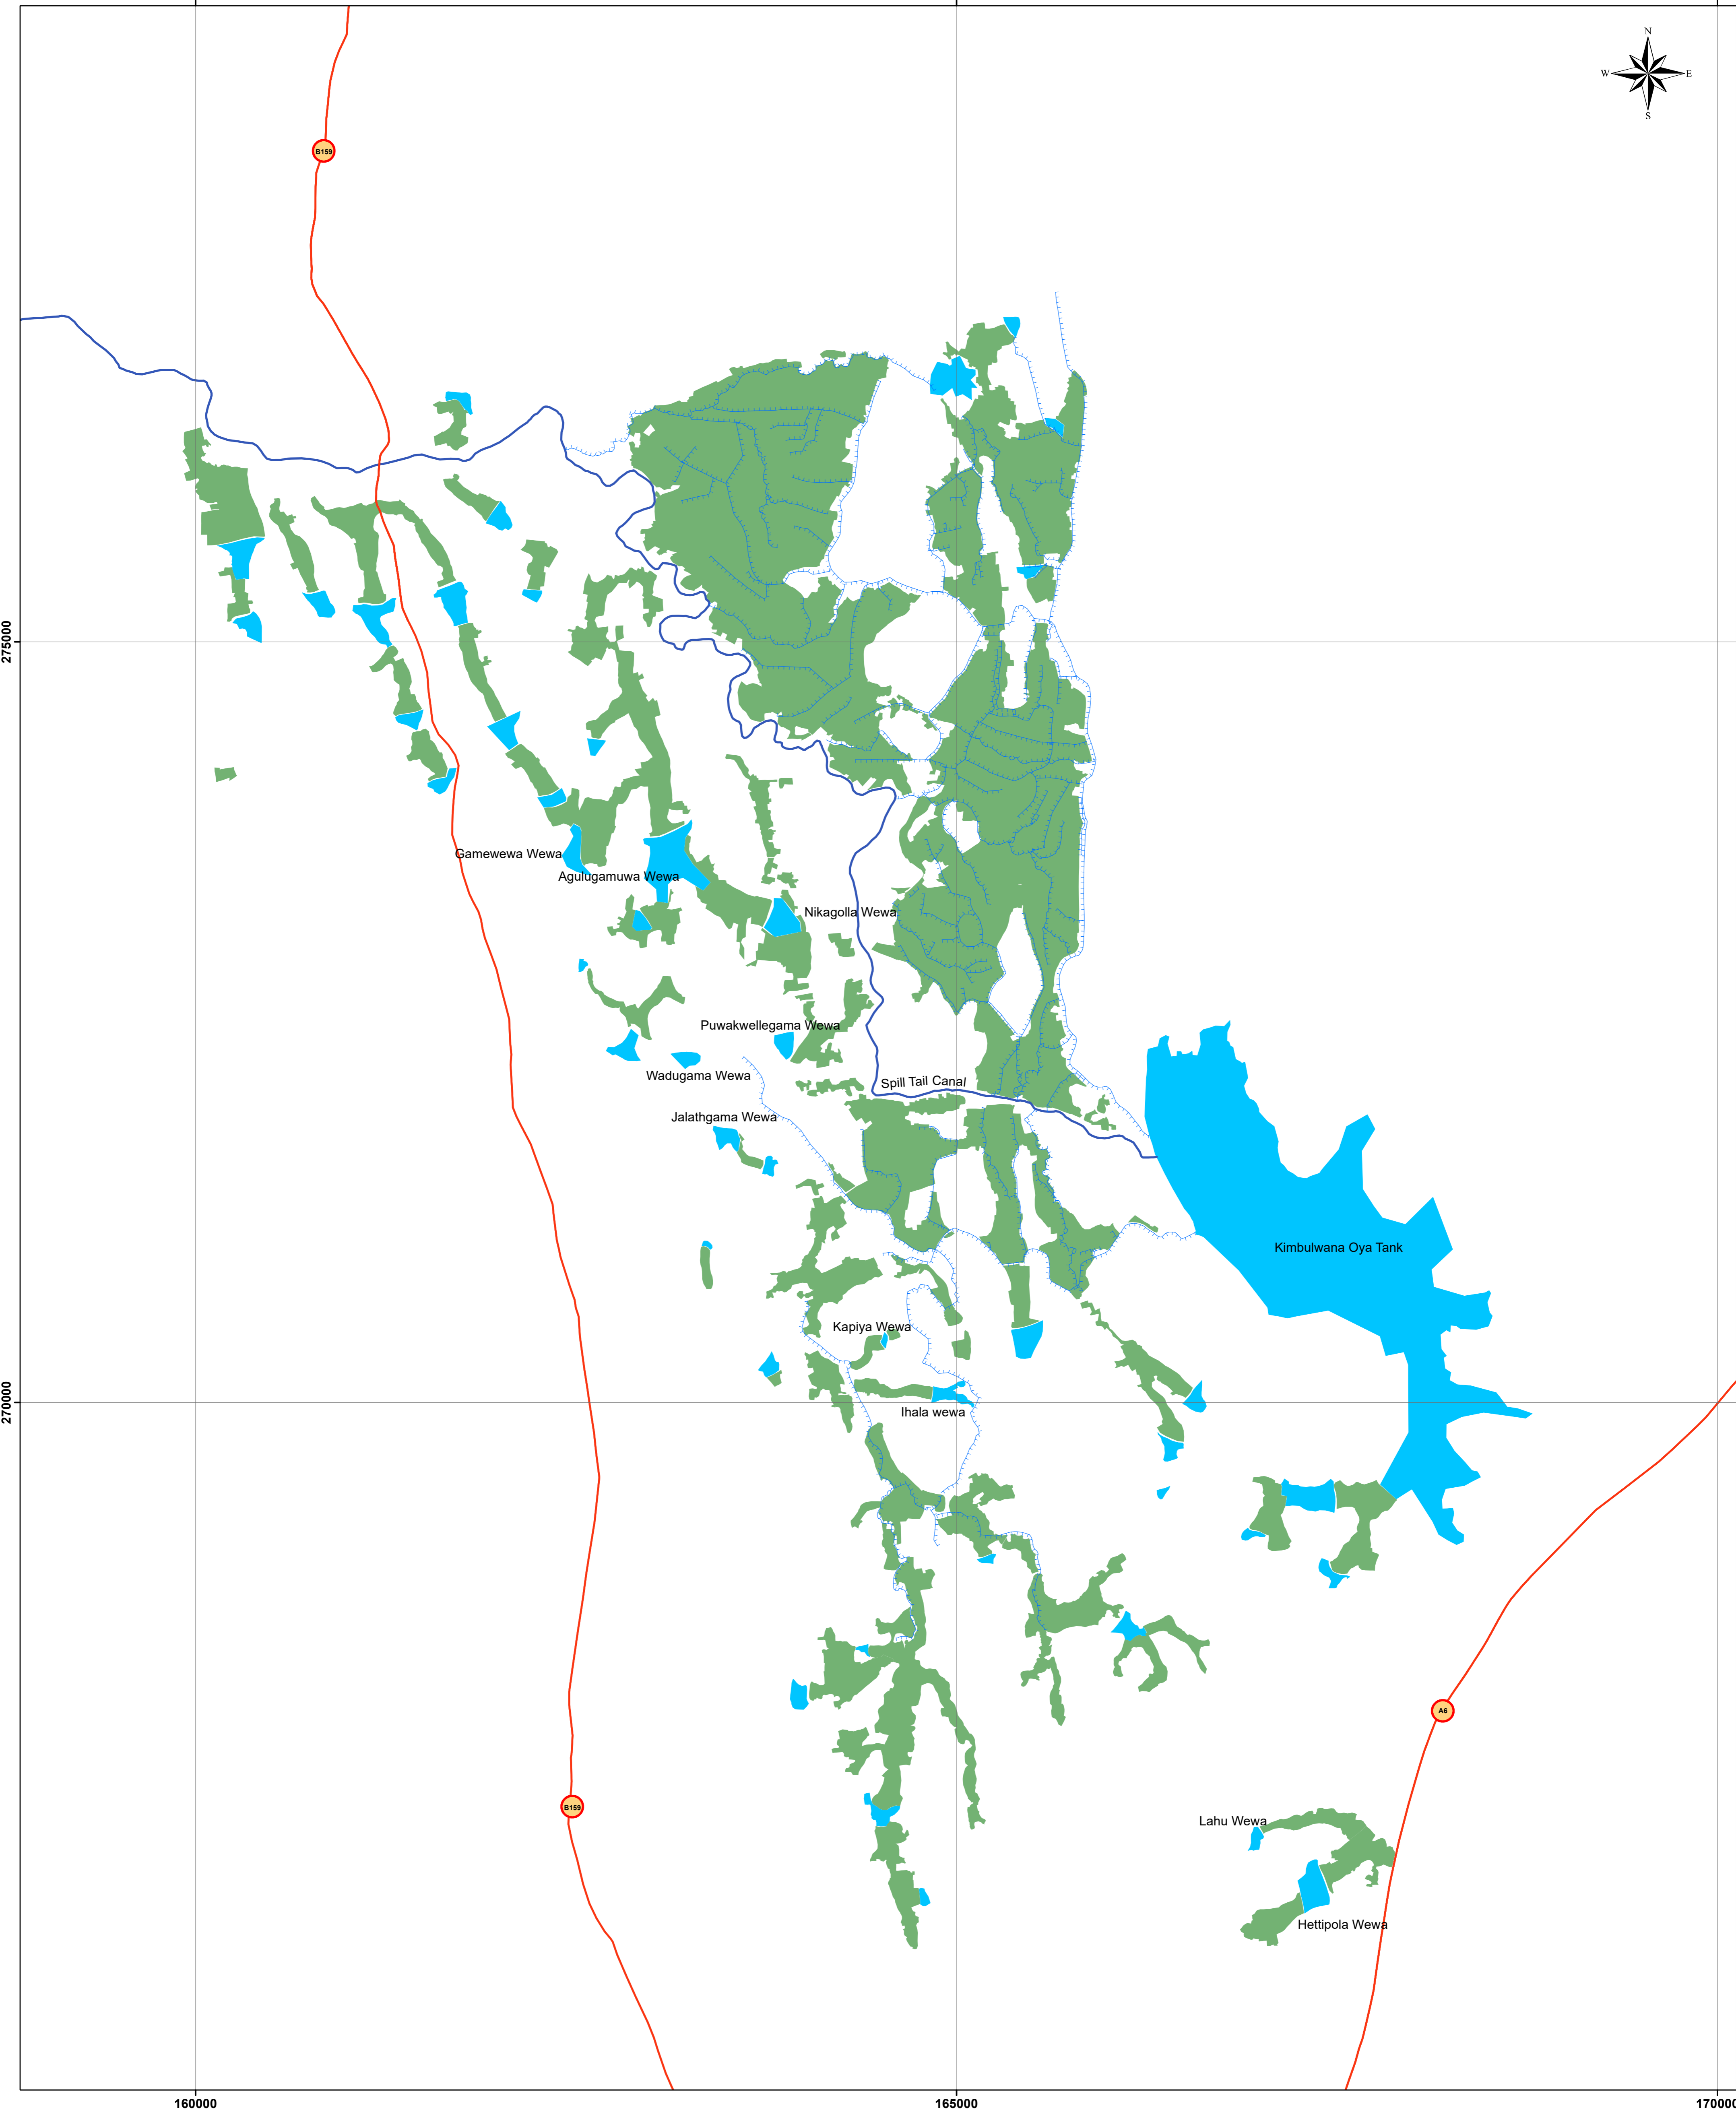 N
W E
S
B159
275000
Gamewewa Wewa
Agulugamuwa Wewa
Nikagolla Wewa
Puwakwellegama Wewa
Wadugama Wewa
Spill Tail Canal
Jalathgama Wewa
Kimbulwana Oya Tank
Kapiya Wewa
270000
Ihala wewa
A6
B159
Lahu Wewa
Hettipola Wewa
160000 165000 17000